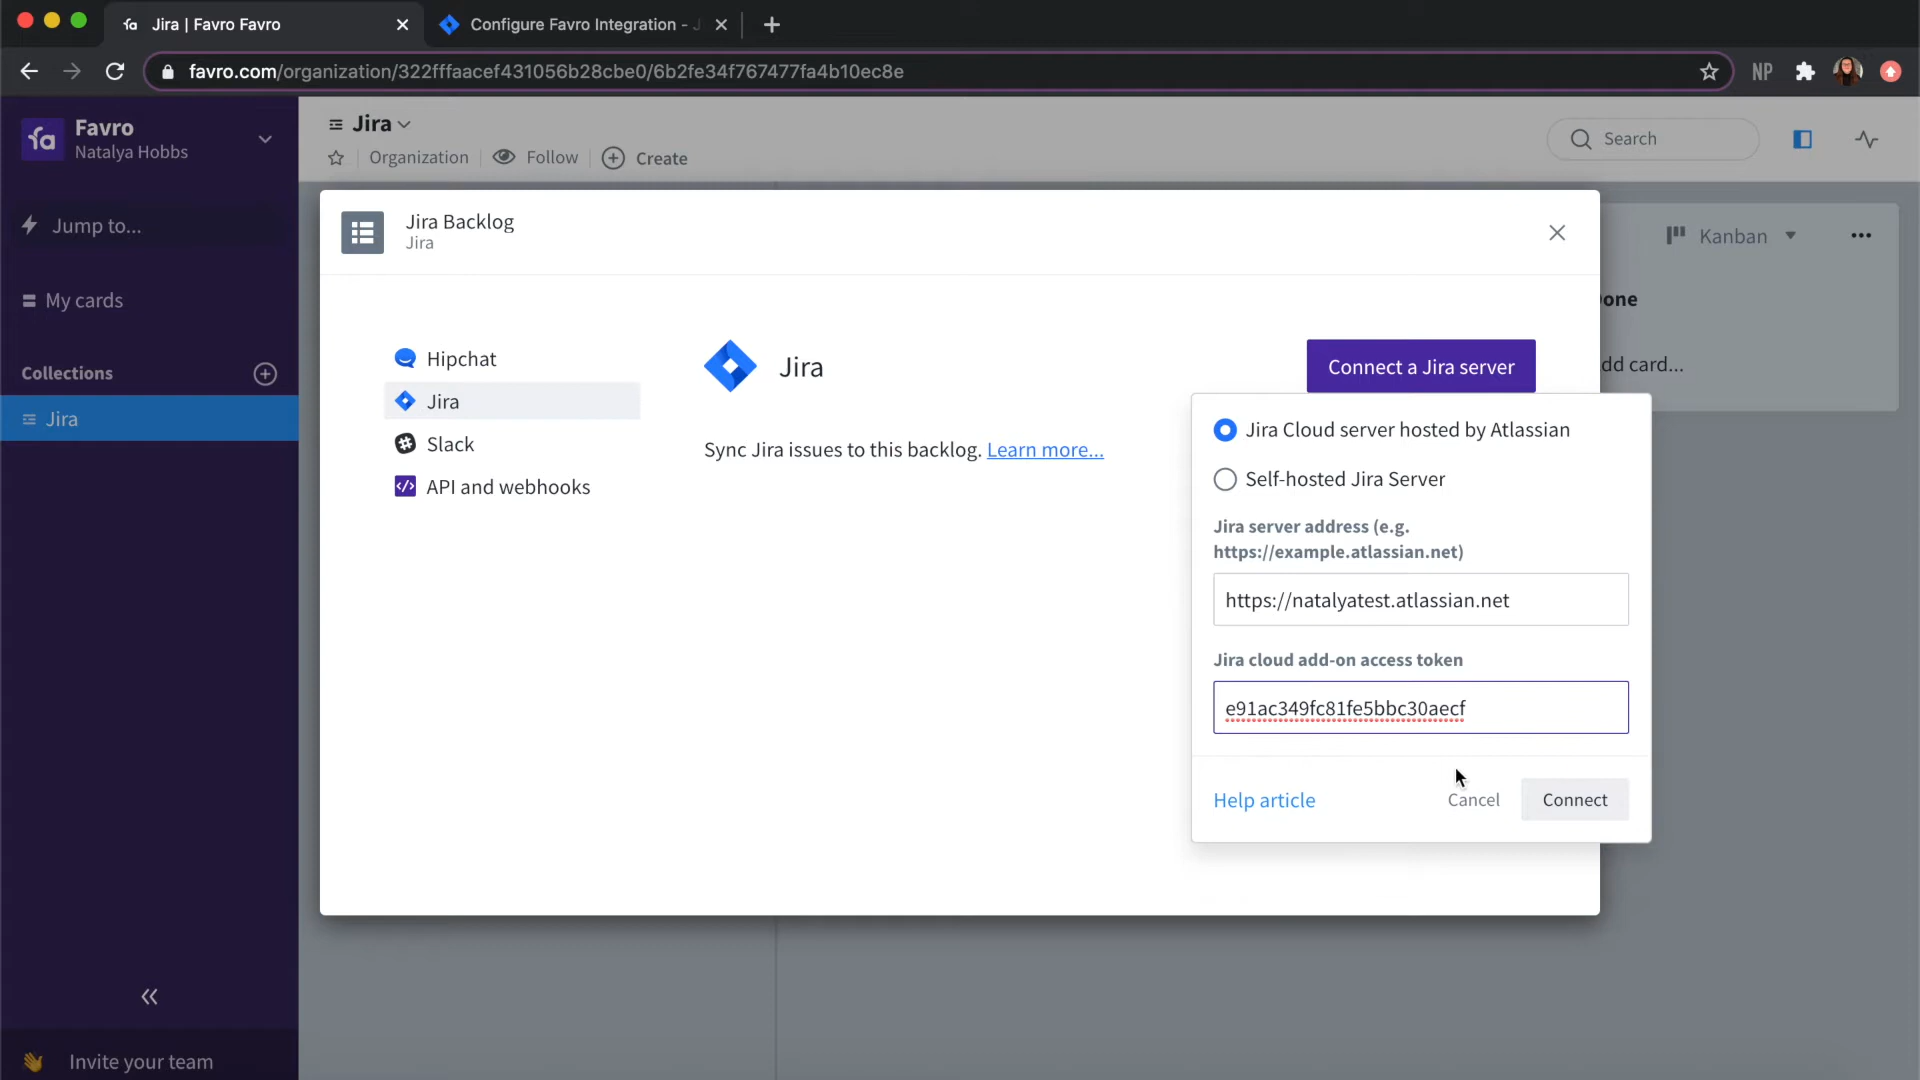 Jira | Favro Favro
Configure Favro Integration - J
favro.com/organization/322fffaacef431056b28cbe0/6b2fe34f767477fa4b10ec8e
NP
fa
Favro
Natalya Hobbs
Jira
Organization
Follow
Create
Search
Jump to...
My cards
Collections
Jira
Invite your team
Kanban
one
dd card...
Jira Backlog
Jira
Hipchat
Jira
Slack
API and webhooks
Jira
Sync Jira issues to this backlog. Learn more...
Connect a Jira server
Jira Cloud server hosted by Atlassian
Self-hosted Jira Server
Jira server address (e.g.
https://example.atlassian.net)
https://natalyatest.atlassian.net
Jira cloud add-on access token
e91ac349fc81fe5bbc30aecf
Help article
Cancel
Connect